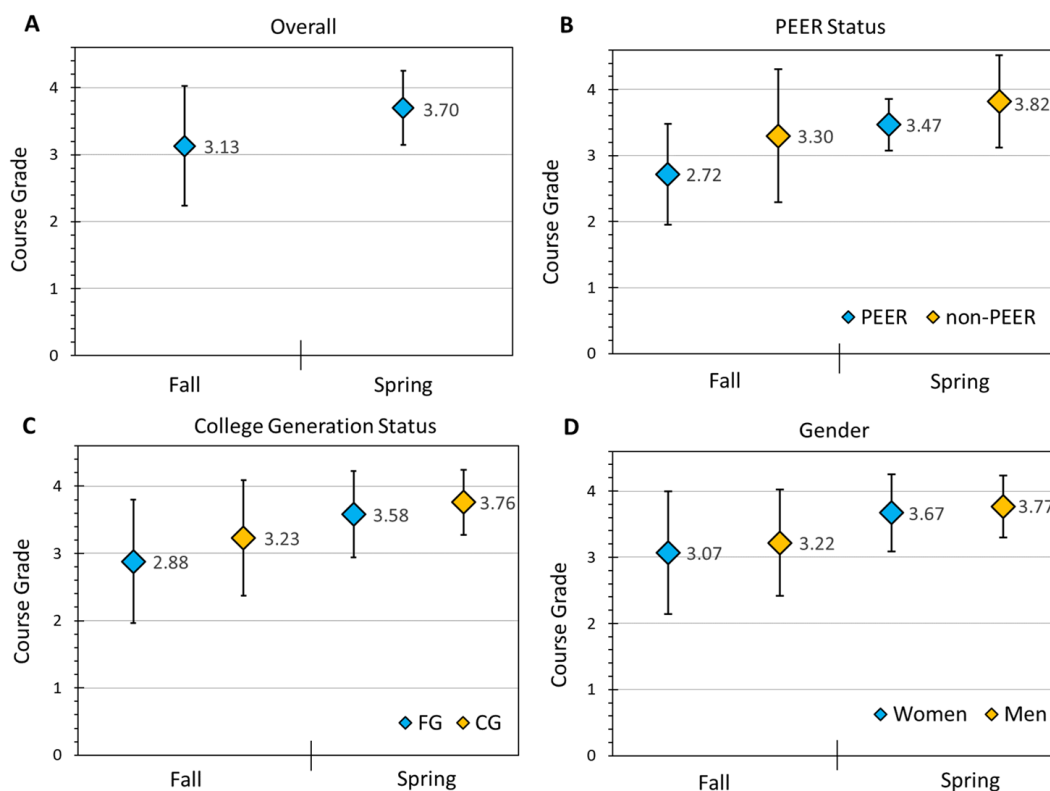 A
Overall
Course Grade
4
3
2
1
0
3.13
3.70
Fall
Spring
B
PEER Status
Course Grade
4
3
2
1
0
2.72
3.30
3.47
3.82
PEER
non-PEER
Fall
Spring
C
College Generation Status
Course Grade
4
3
2
1
0
2.88
3.23
3.58
3.76
FG
CG
Fall
Spring
D
Gender
Course Grade
4
3
2
1
0
3.07
3.22
3.67
3.77
Women
Men
Fall
Spring